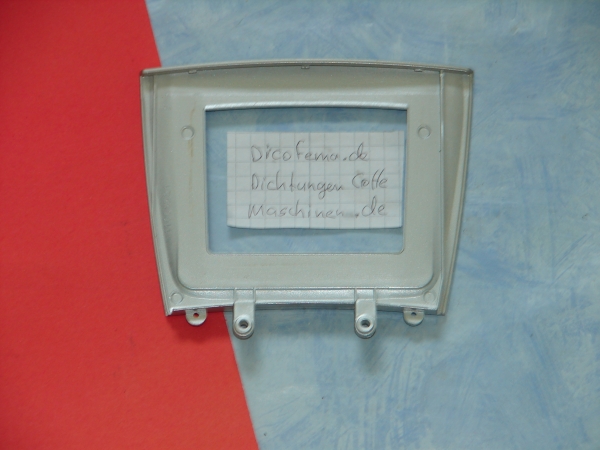 Dicofema.de
Dichtungen Coffe
Maschinen.de